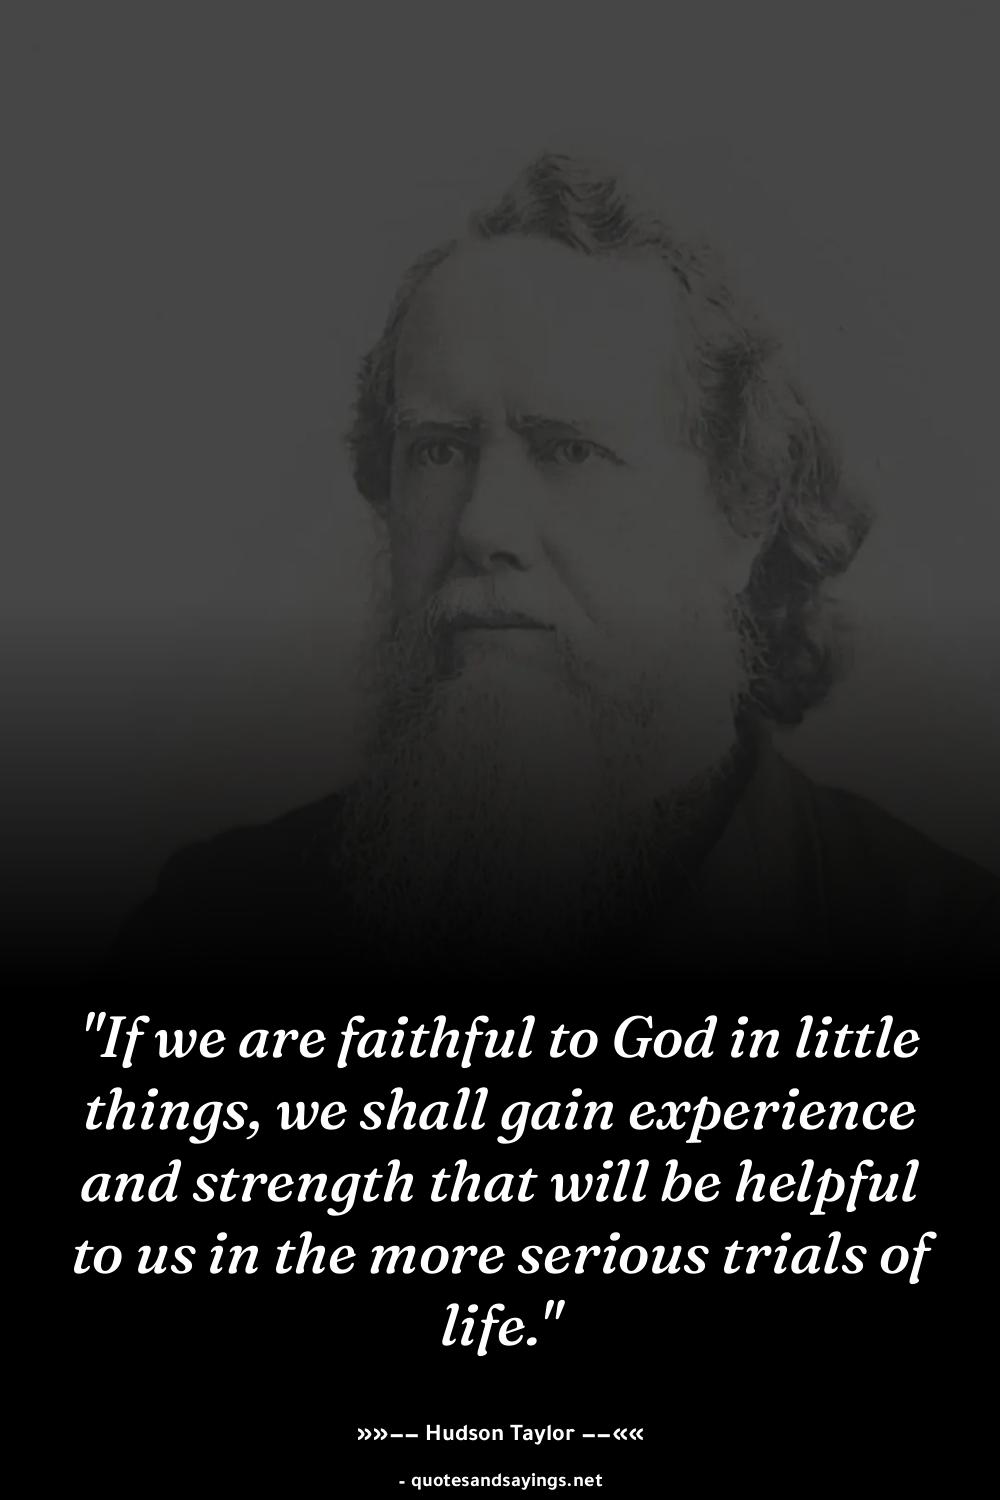 "If we are faithful to God in little
things, we shall gain experience
and strength that will be helpful
to us in the more serious trials of
life."
»»–– Hudson Taylor ––««
- quotesandsayings.net